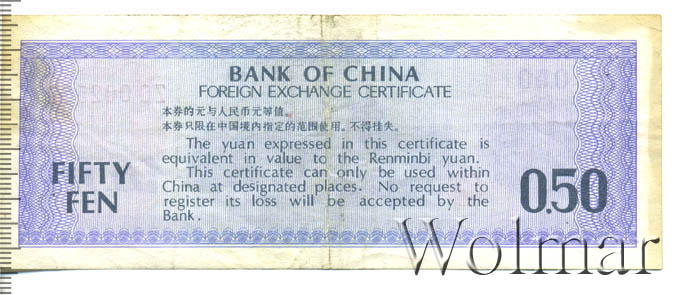 BANK OF CHINA
FOREIGN EXCHANGE CERTIFICATE
本券的元与人民币元等值。
本券只限在中国境内指定的范围使用。不得挂失。
The yuan expressed in this certificate is
equivalent in value to the Renminbi yuan.
This certificate can only be used within
China at designated places. No request to
register its loss will be accepted by the
Bank.
FIFTY
FEN
0.50
Wolmar